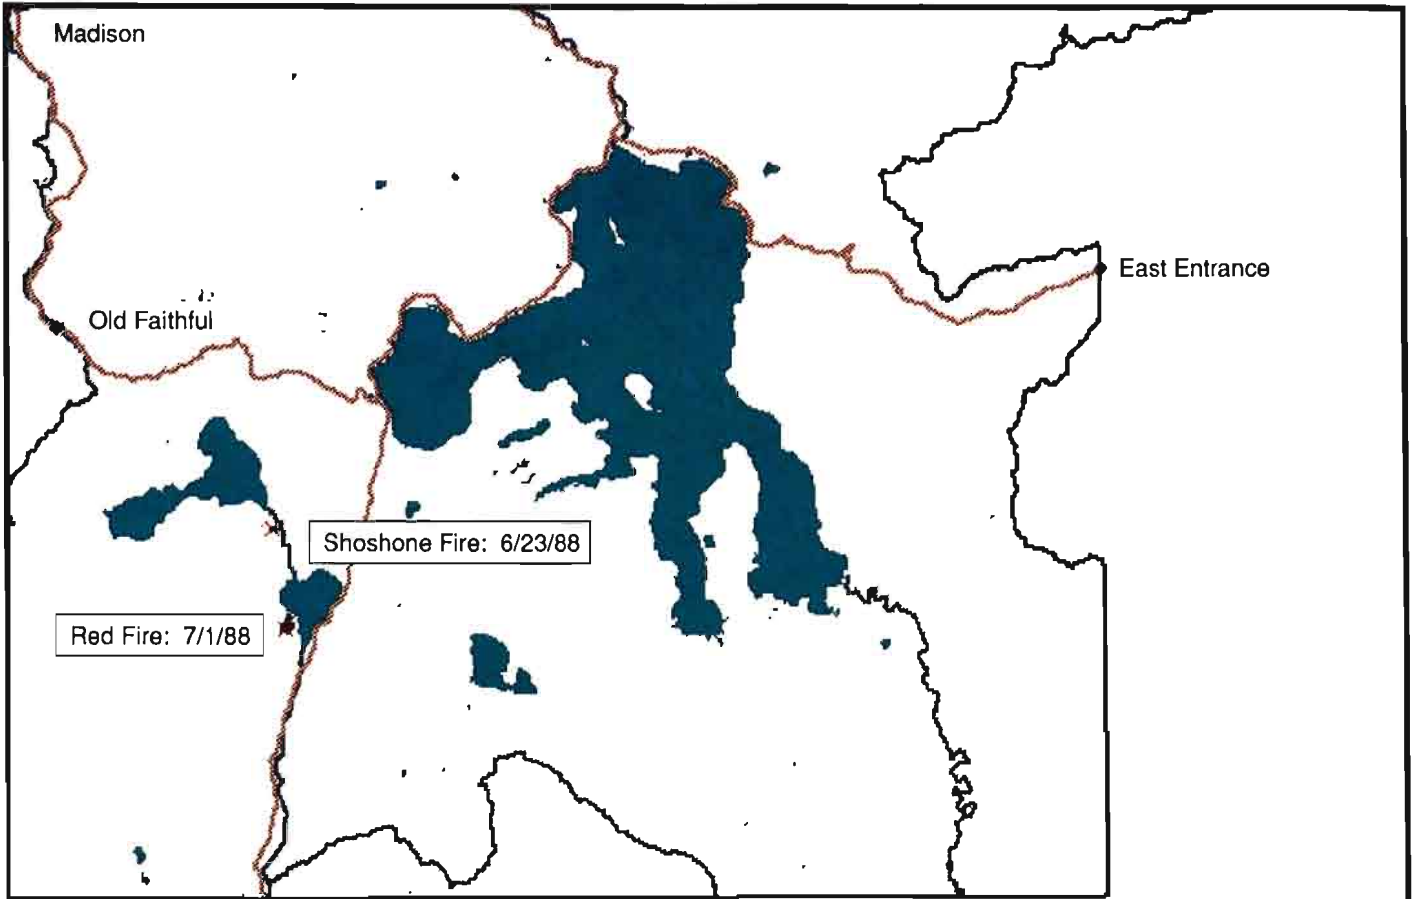 Madison
East Entrance
Old Faithful
Shoshone Fire: 6/23/88
Red Fire: 7/1/88